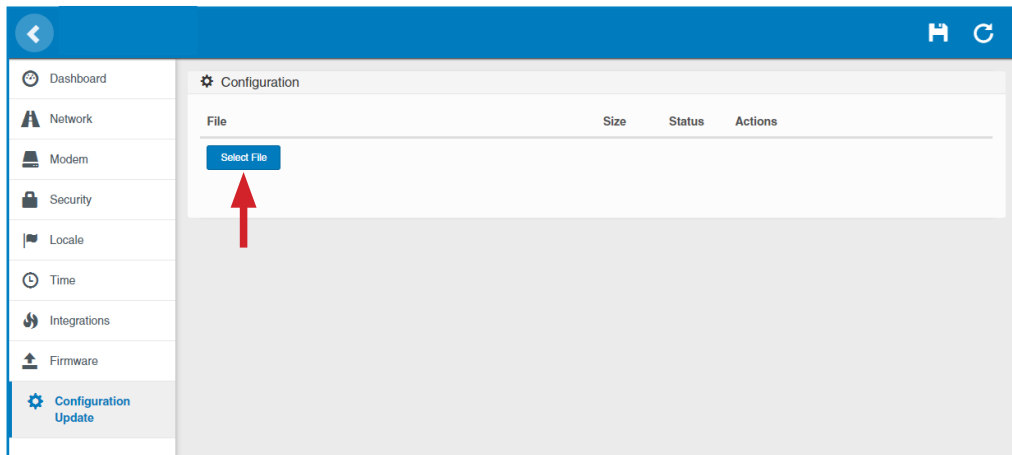 Dashboard
Network
Modem
Security
Locale
Time
Integrations
Firmware
Configuration
Update
Configuration
File Size Status Actions
Select File